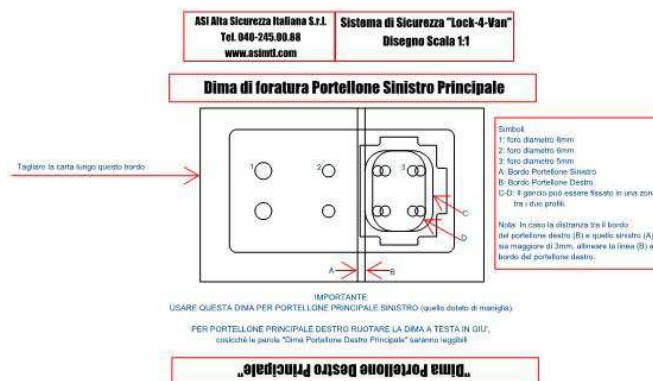 ASI Alta Sicurezza Italiana S.r.l.
Tel. 040-245.00.88
www.asimtl.com
Sistema di Sicurezza "Lock-4-Van"
Disegno Scala 1:1
Dima di foratura Portellone Sinistro Principale
Tagliare la carta lungo questo bordo
1
2
3
C
D
A
B
Simboli
1: foro diametro 8mm
2: foro diametro 6mm
3: foro diametro 5mm
A: Bordo Portellone Sinistro
B: Bordo Portellone Destro
C-D: Il gancio può essere fissato in una zon
tra i due profili.
Nota: In caso la distranza tra il bordo
del portellone destro (B) e quello sinistro (A)
sia maggiore di 3mm, allineare la linea (B) a
bordo del portellone destro.
IMPORTANTE:
USARE QUESTA DIMA PER PORTELLONE PRINCIPALE SINISTRO (quello dotato di maniglia).
PER PORTELLONE PRINCIPALE DESTRO RUOTARE LA DIMA A TESTA IN GIU',
cosicchè le parole "Dima Portellone Destro Principale" saranno leggibili
"Dima Portellone Destro Principale"